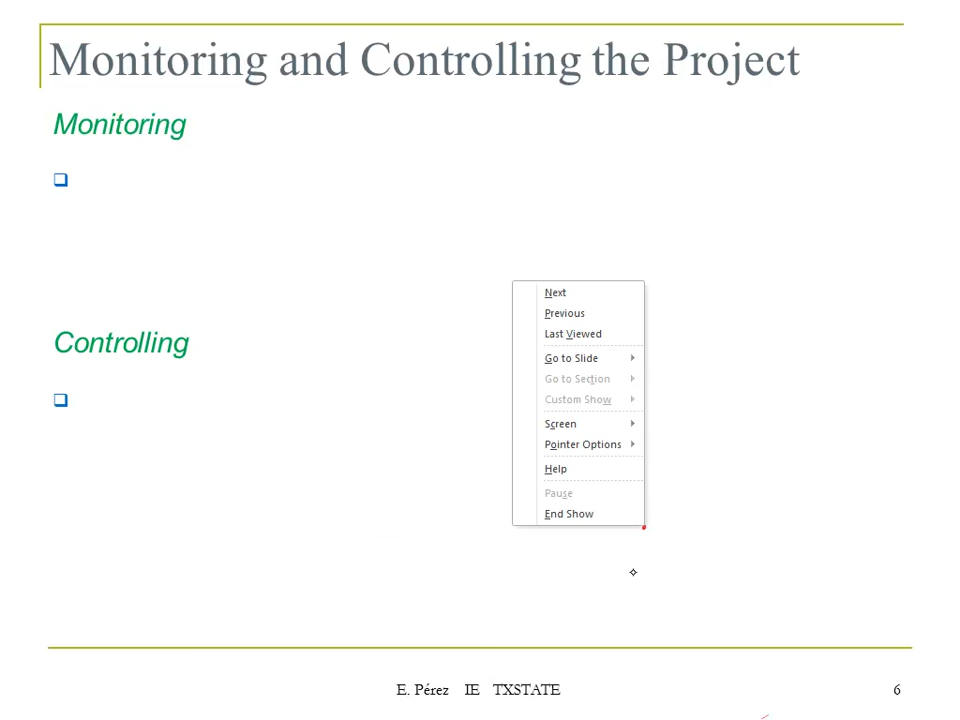 Monitoring and Controlling the Project
Monitoring
Controlling
Next
Previous
Last Viewed
Go to Slide
Go to Section
Custom Show
Screen
Pointer Options
Help
Pause
End Show
E. Pérez IE TXSTATE 6